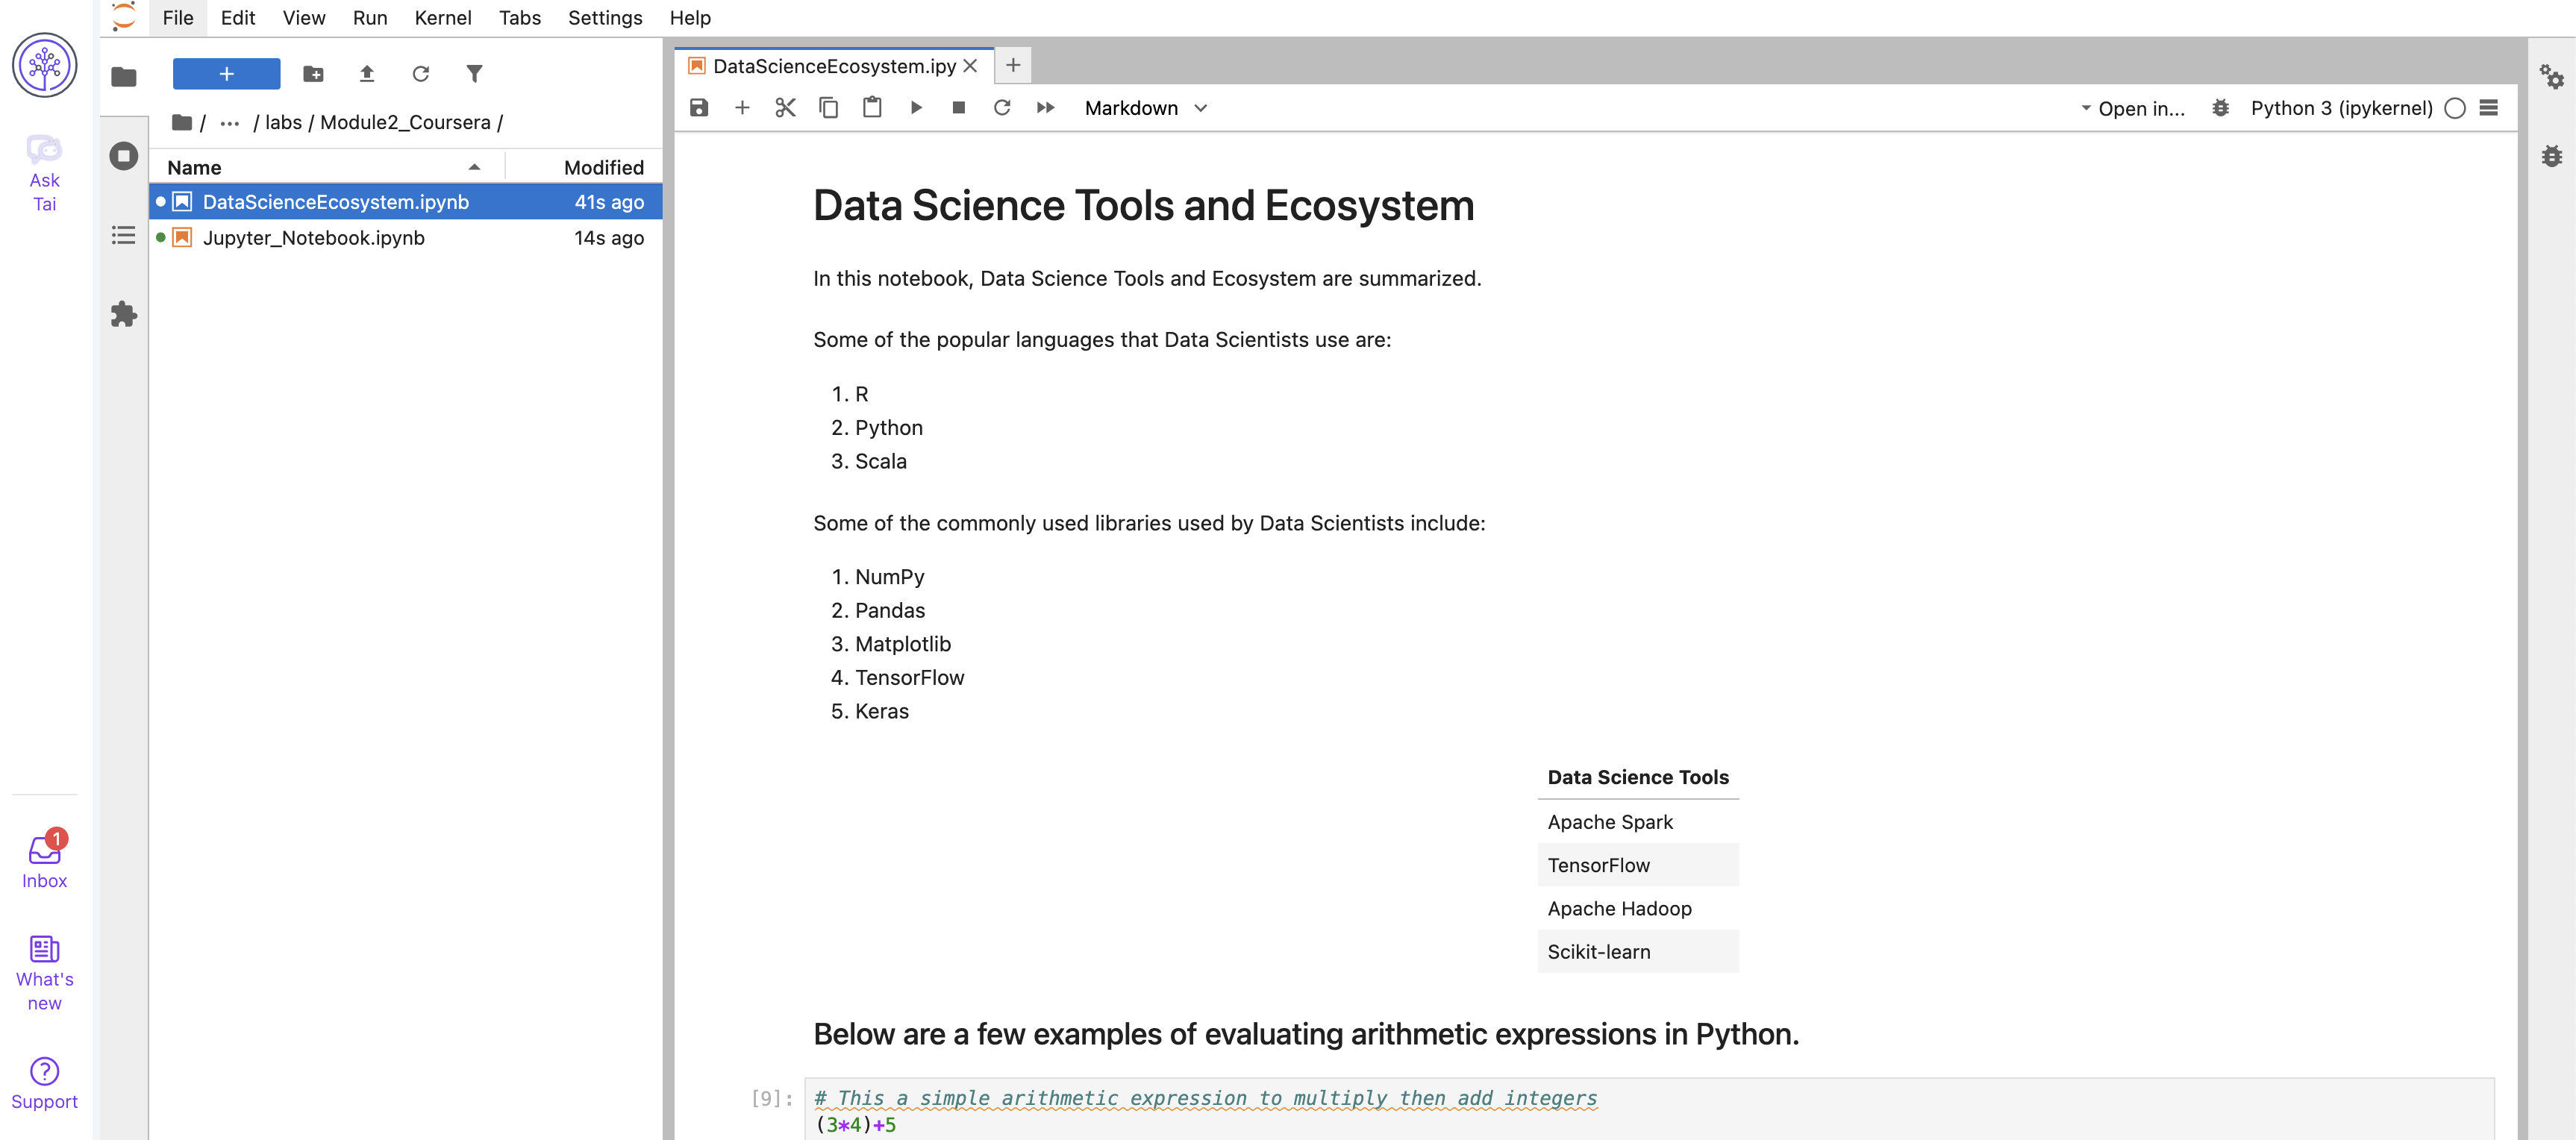 File Edit View Run Kernel Tabs Settings Help
Ask
Tai
Inbox
1
What's
new
Support
+
/ ··· / labs / Module2_Coursera /
Name Modified
DataScienceEcosystem.ipynb 41s ago
Jupyter_Notebook.ipynb 14s ago
DataScienceEcosystem.ipy
Markdown
Open in...
Python 3 (ipykernel)
Data Science Tools and Ecosystem
In this notebook, Data Science Tools and Ecosystem are summarized.
Some of the popular languages that Data Scientists use are:
1. R
2. Python
3. Scala
Some of the commonly used libraries used by Data Scientists include:
1. NumPy
2. Pandas
3. Matplotlib
4. TensorFlow
5. Keras
Data Science Tools
Apache Spark
TensorFlow
Apache Hadoop
Scikit-learn
Below are a few examples of evaluating arithmetic expressions in Python.
[9]: # This a simple arithmetic expression to multiply then add integers
(3*4)+5